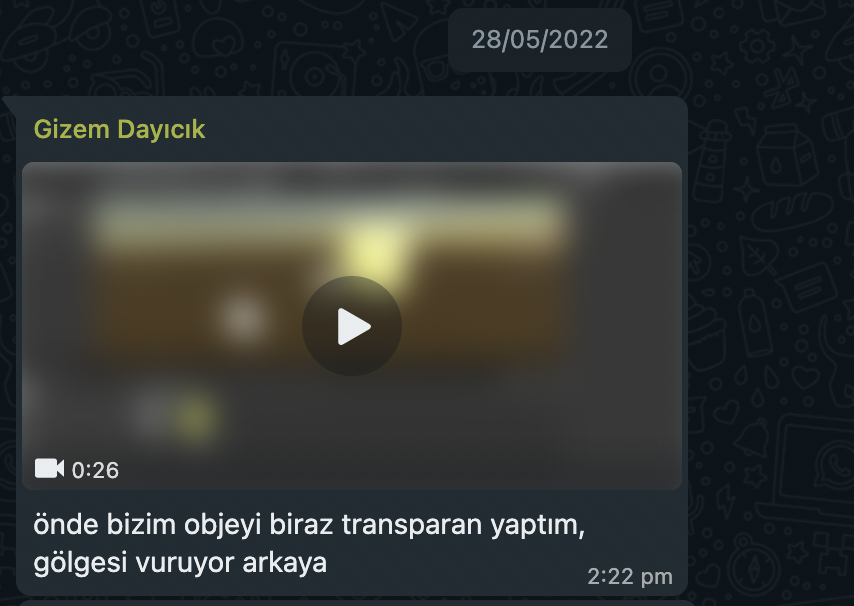 28/05/2022
Gizem Dayıcık
0:26
önde bizim objeyi biraz transparan yaptım,
gölgesi vuruyor arkaya
2:22 pm